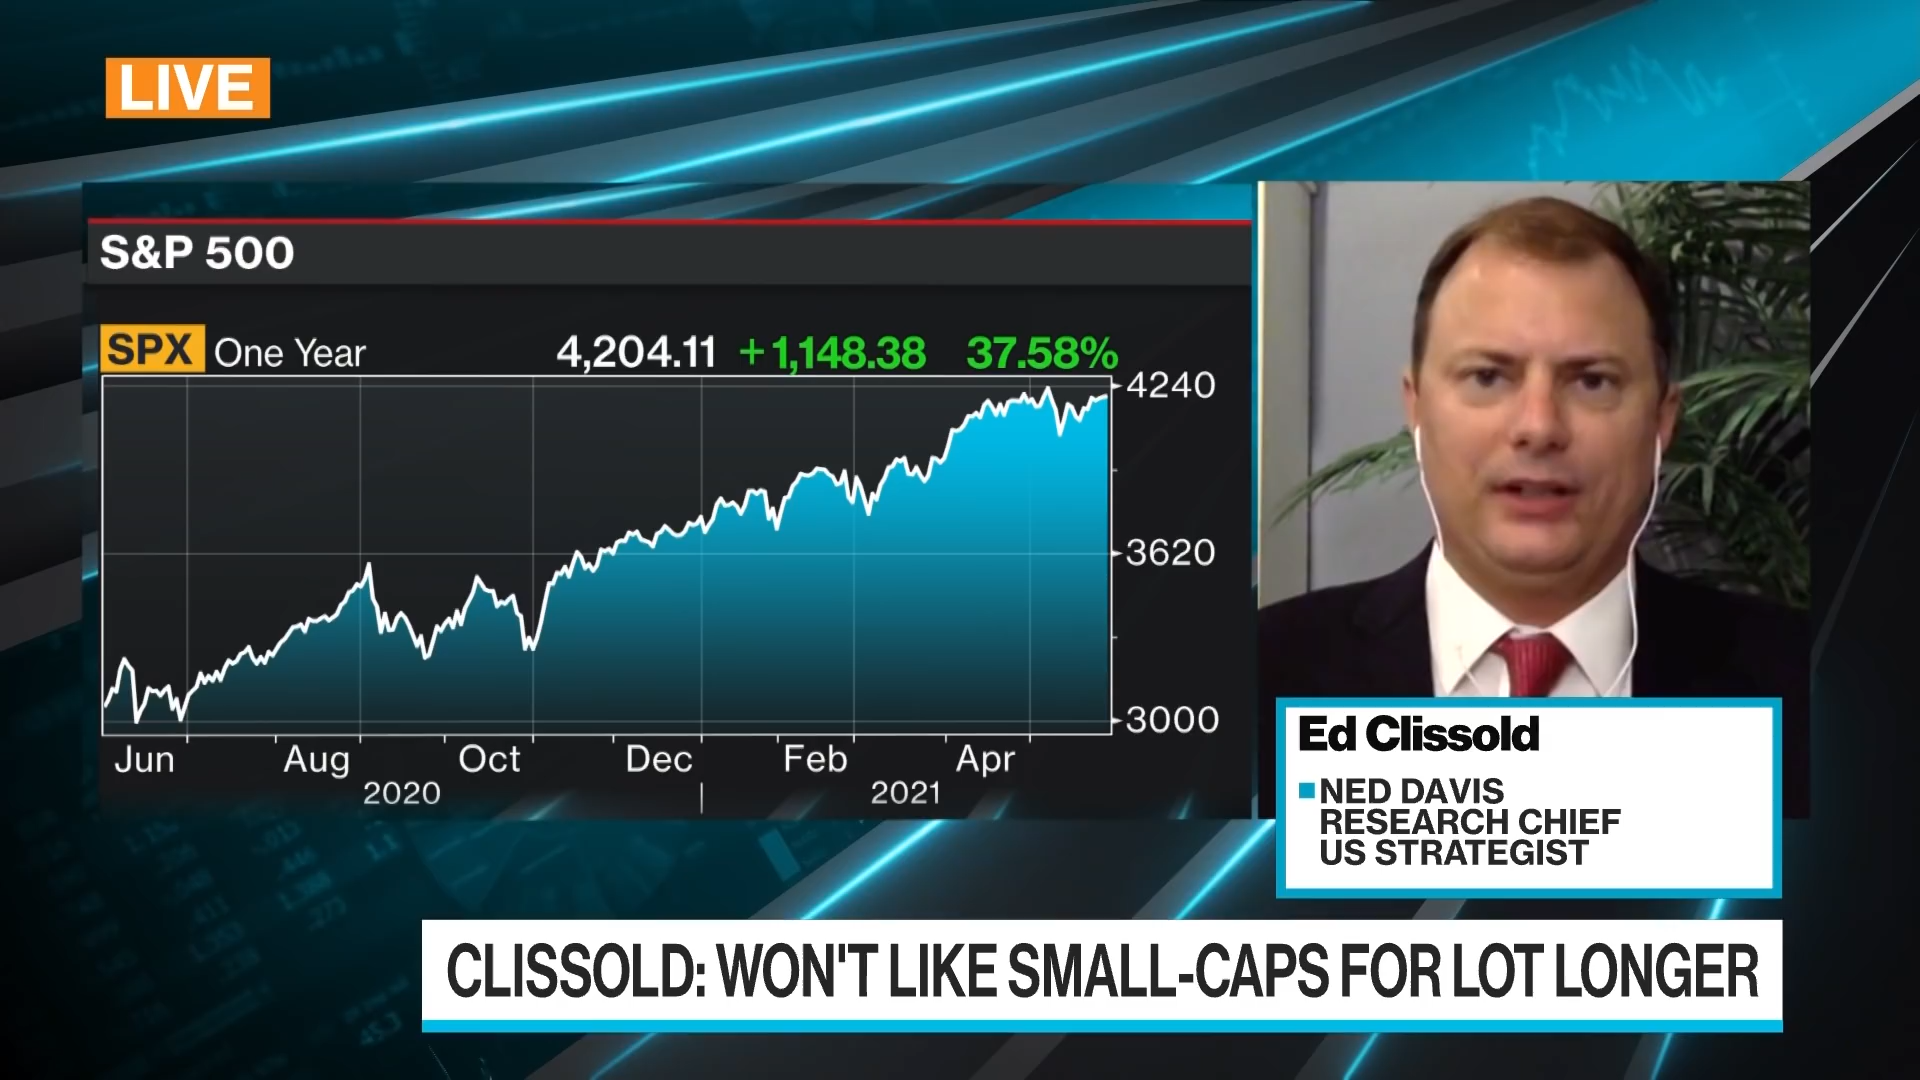 LIVE
S&P 500
SPX One Year 4,204.11 +1,148.38 37.58%
4240
3620
3000
Jun Aug Oct Dec Feb Apr
2020 2021
Ed Clissold
NED DAVIS
RESEARCH CHIEF
US STRATEGIST
CLISSOLD: WON'T LIKE SMALL-CAPS FOR LOT LONGER